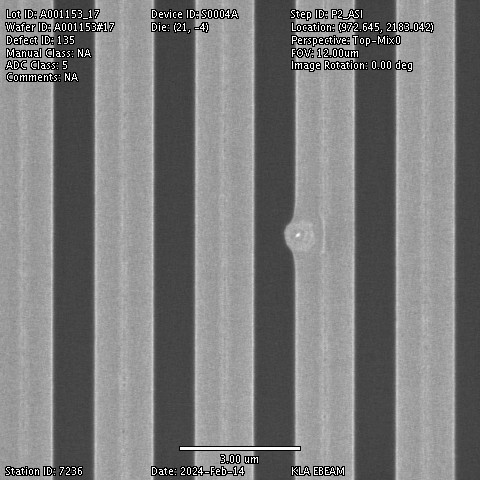 Lot ID: A001153_17
Wafer ID: A001153#17
Defect ID: 135
Manual Class: NA
ADC Class: 5
Comments: NA
Device ID: S0004A
Die: (21, -4)
Step ID: F2_ASI
Location: (972.645, 2183.042)
Perspective: Top-Mix0
FOV: 12.00um
Image Rotation: 0.00 deg
3.00 um
Station ID: 7236
Date: 2024-Feb-14
KLA EBEAM